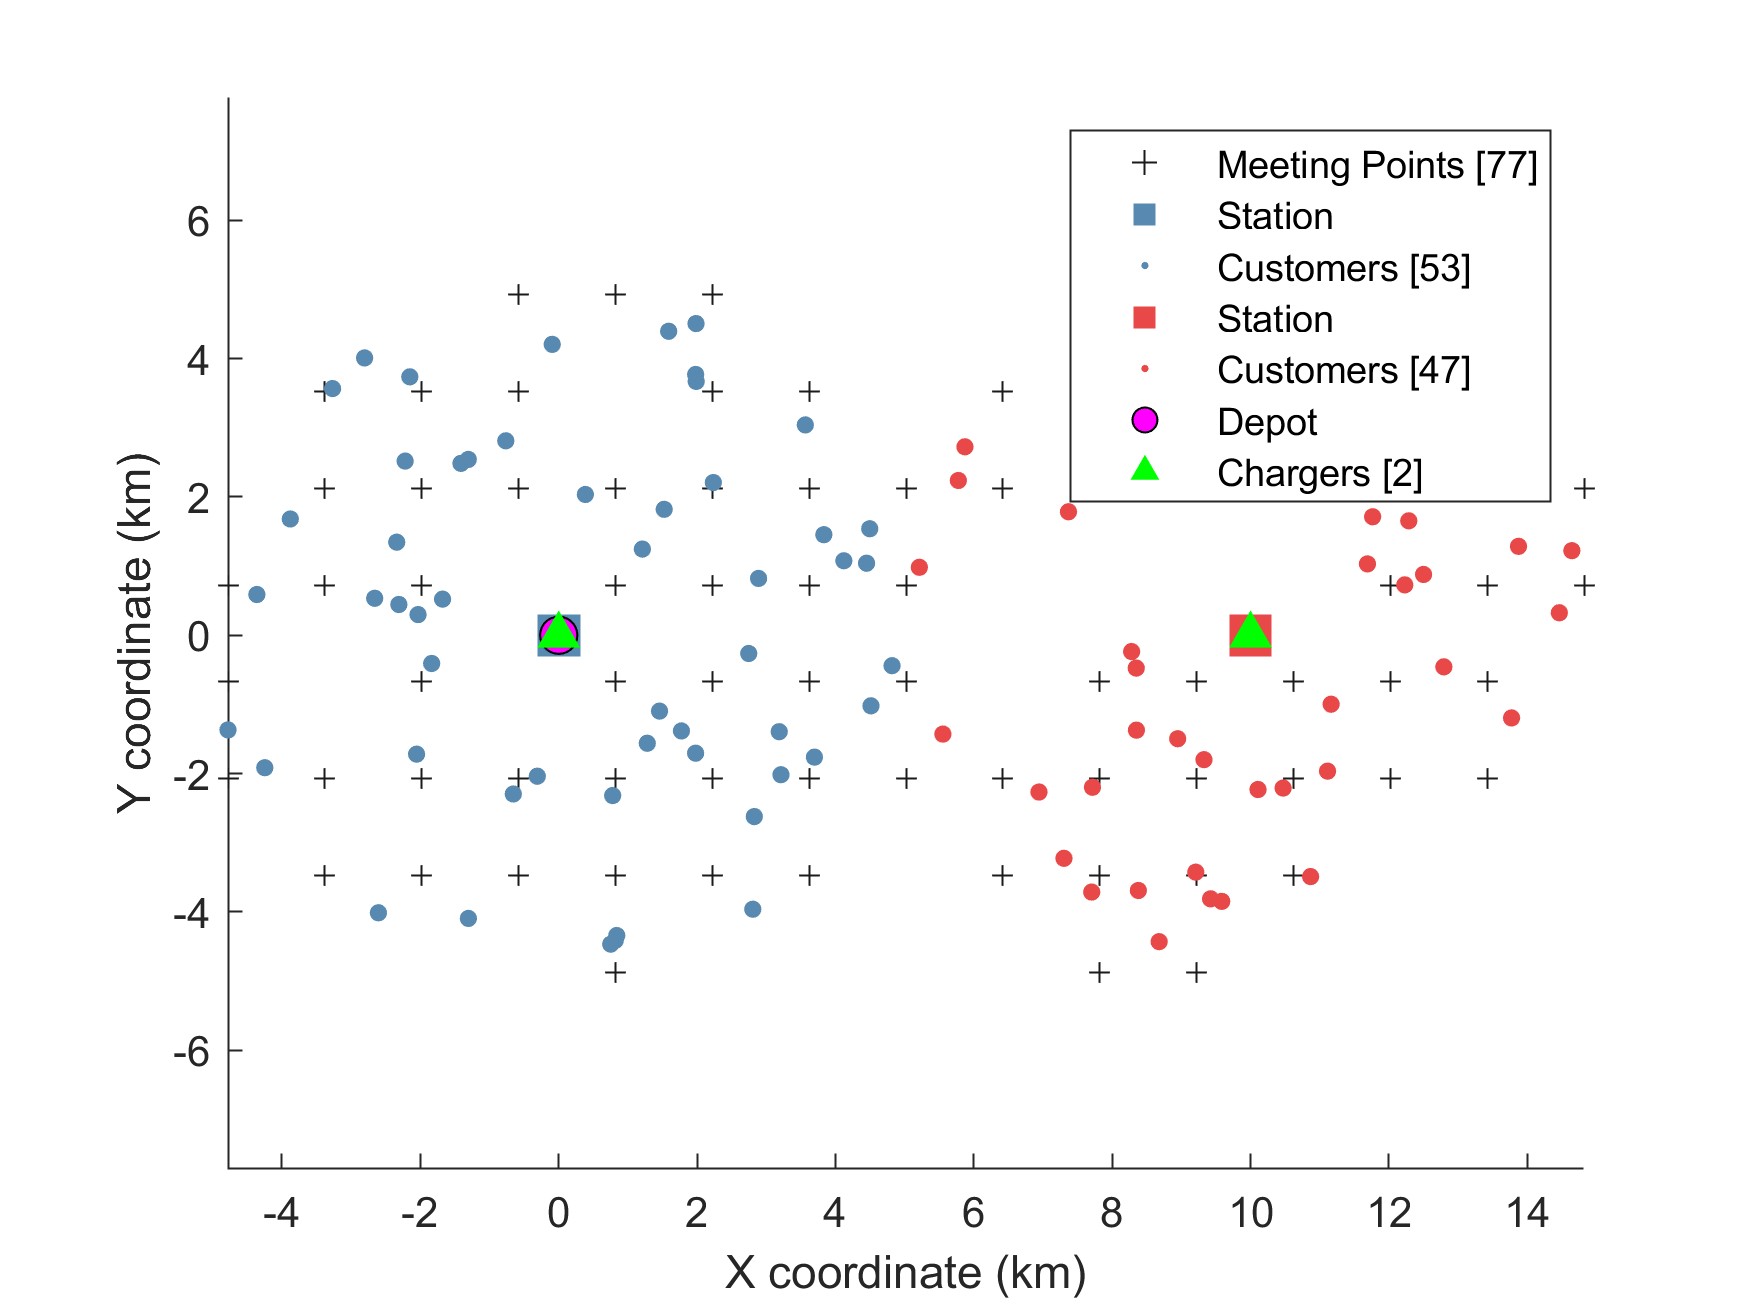 Meeting Points [77]
Station
Customers [53]
Station
Customers [47]
Depot
Chargers [2]
6
4
2
0
-2
-4
-6
Y coordinate (km)
-4 -2 0 2 4 6 8 10 12 14
X coordinate (km)